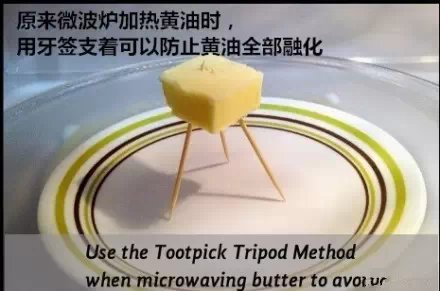 原来微波炉加热黄油时，
用牙签支着可以防止黄油全部融化
Use the Tootpick Tripod Method
when microwaving butter to